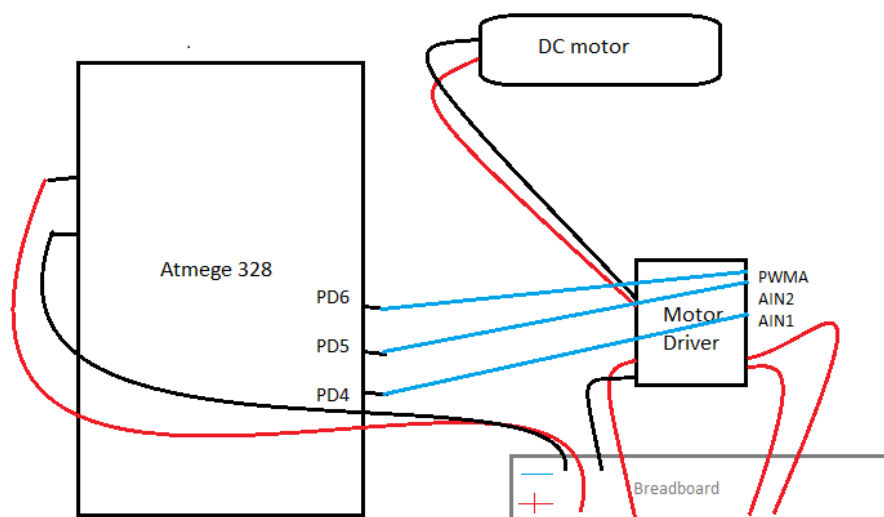 DC motor
Atmege 328
PD6
PWMA
AIN2
Motor
AIN1
Driver
PD5
PD4
Breadboard